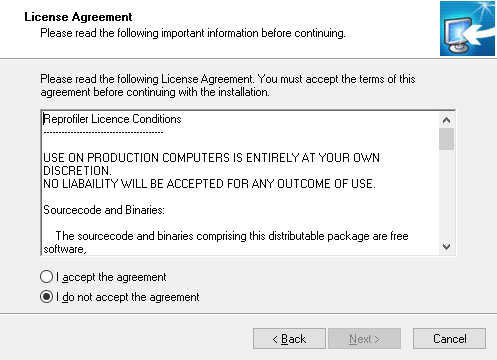 License Agreement
Please read the following important information before continuing.
Please read the following License Agreement. You must accept the terms of this
agreement before continuing with the installation.
Reprofiler Licence Conditions
----------------------------------------
USE ON PRODUCTION COMPUTERS IS ENTIRELY AT YOUR OWN
DISCRETION.
NO LIABAILITY WILL BE ACCEPTED FOR ANY OUTCOME OF USE.
Sourcecode and Binaries:
The sourcecode and binaries comprising this distributable package are free
software,
I accept the agreement
I do not accept the agreement
< Back
Next >
Cancel